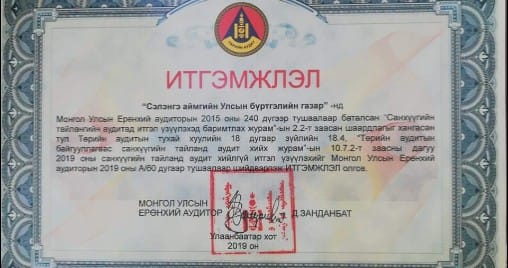 ТӨРИЙН АУДИТ
ИТГЭМЖЛЭЛ
"Сэлэнгэ аймгийн Улсын бүртгэлийн газар" -нд
Монгол Улсын Ерөнхий аудиторын 2015 оны 240 дүгээр тушаалаар баталсан "Санхүүгийн
тайлангийн аудитад итгэл үзүүлэхэд баримтлах журам"-ын 2.2-т заасан шаардлагыг хангасан
тул Төрийн аудитын тухай хуулийн 18 дугаар зүйлийн 18.4, "Төрийн аудитын
байгууллагаас санхүүгийн тайланд аудит хийх журам"-ын 10.7.2-т заасны дагуу
2019 оны санхүүгийн тайланд аудит хийлгүй итгэл үзүүлэхийг Монгол Улсын Ерөнхий
аудиторын 2019 оны А/60 дугаар тушаалаар шийдвэрлэж ИТГЭМЖЛЭЛ олгов.
МОНГОЛ УЛСЫН
ЕРӨНХИЙ АУДИТОР Д.ЗАНДАНБАТ
Улаанбаатар хот
2019 он